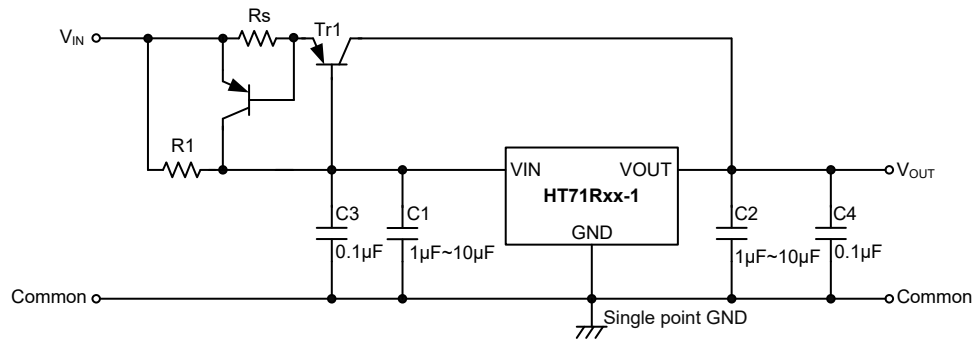 Rs
Tr1
VIN
R1
VIN VOUT
HT71Rxx-1
GND
VOUT
C3
0.1μF
C1
1μF~10μF
C2
1μF~10μF
C4
0.1μF
Common
Common
Single point GND